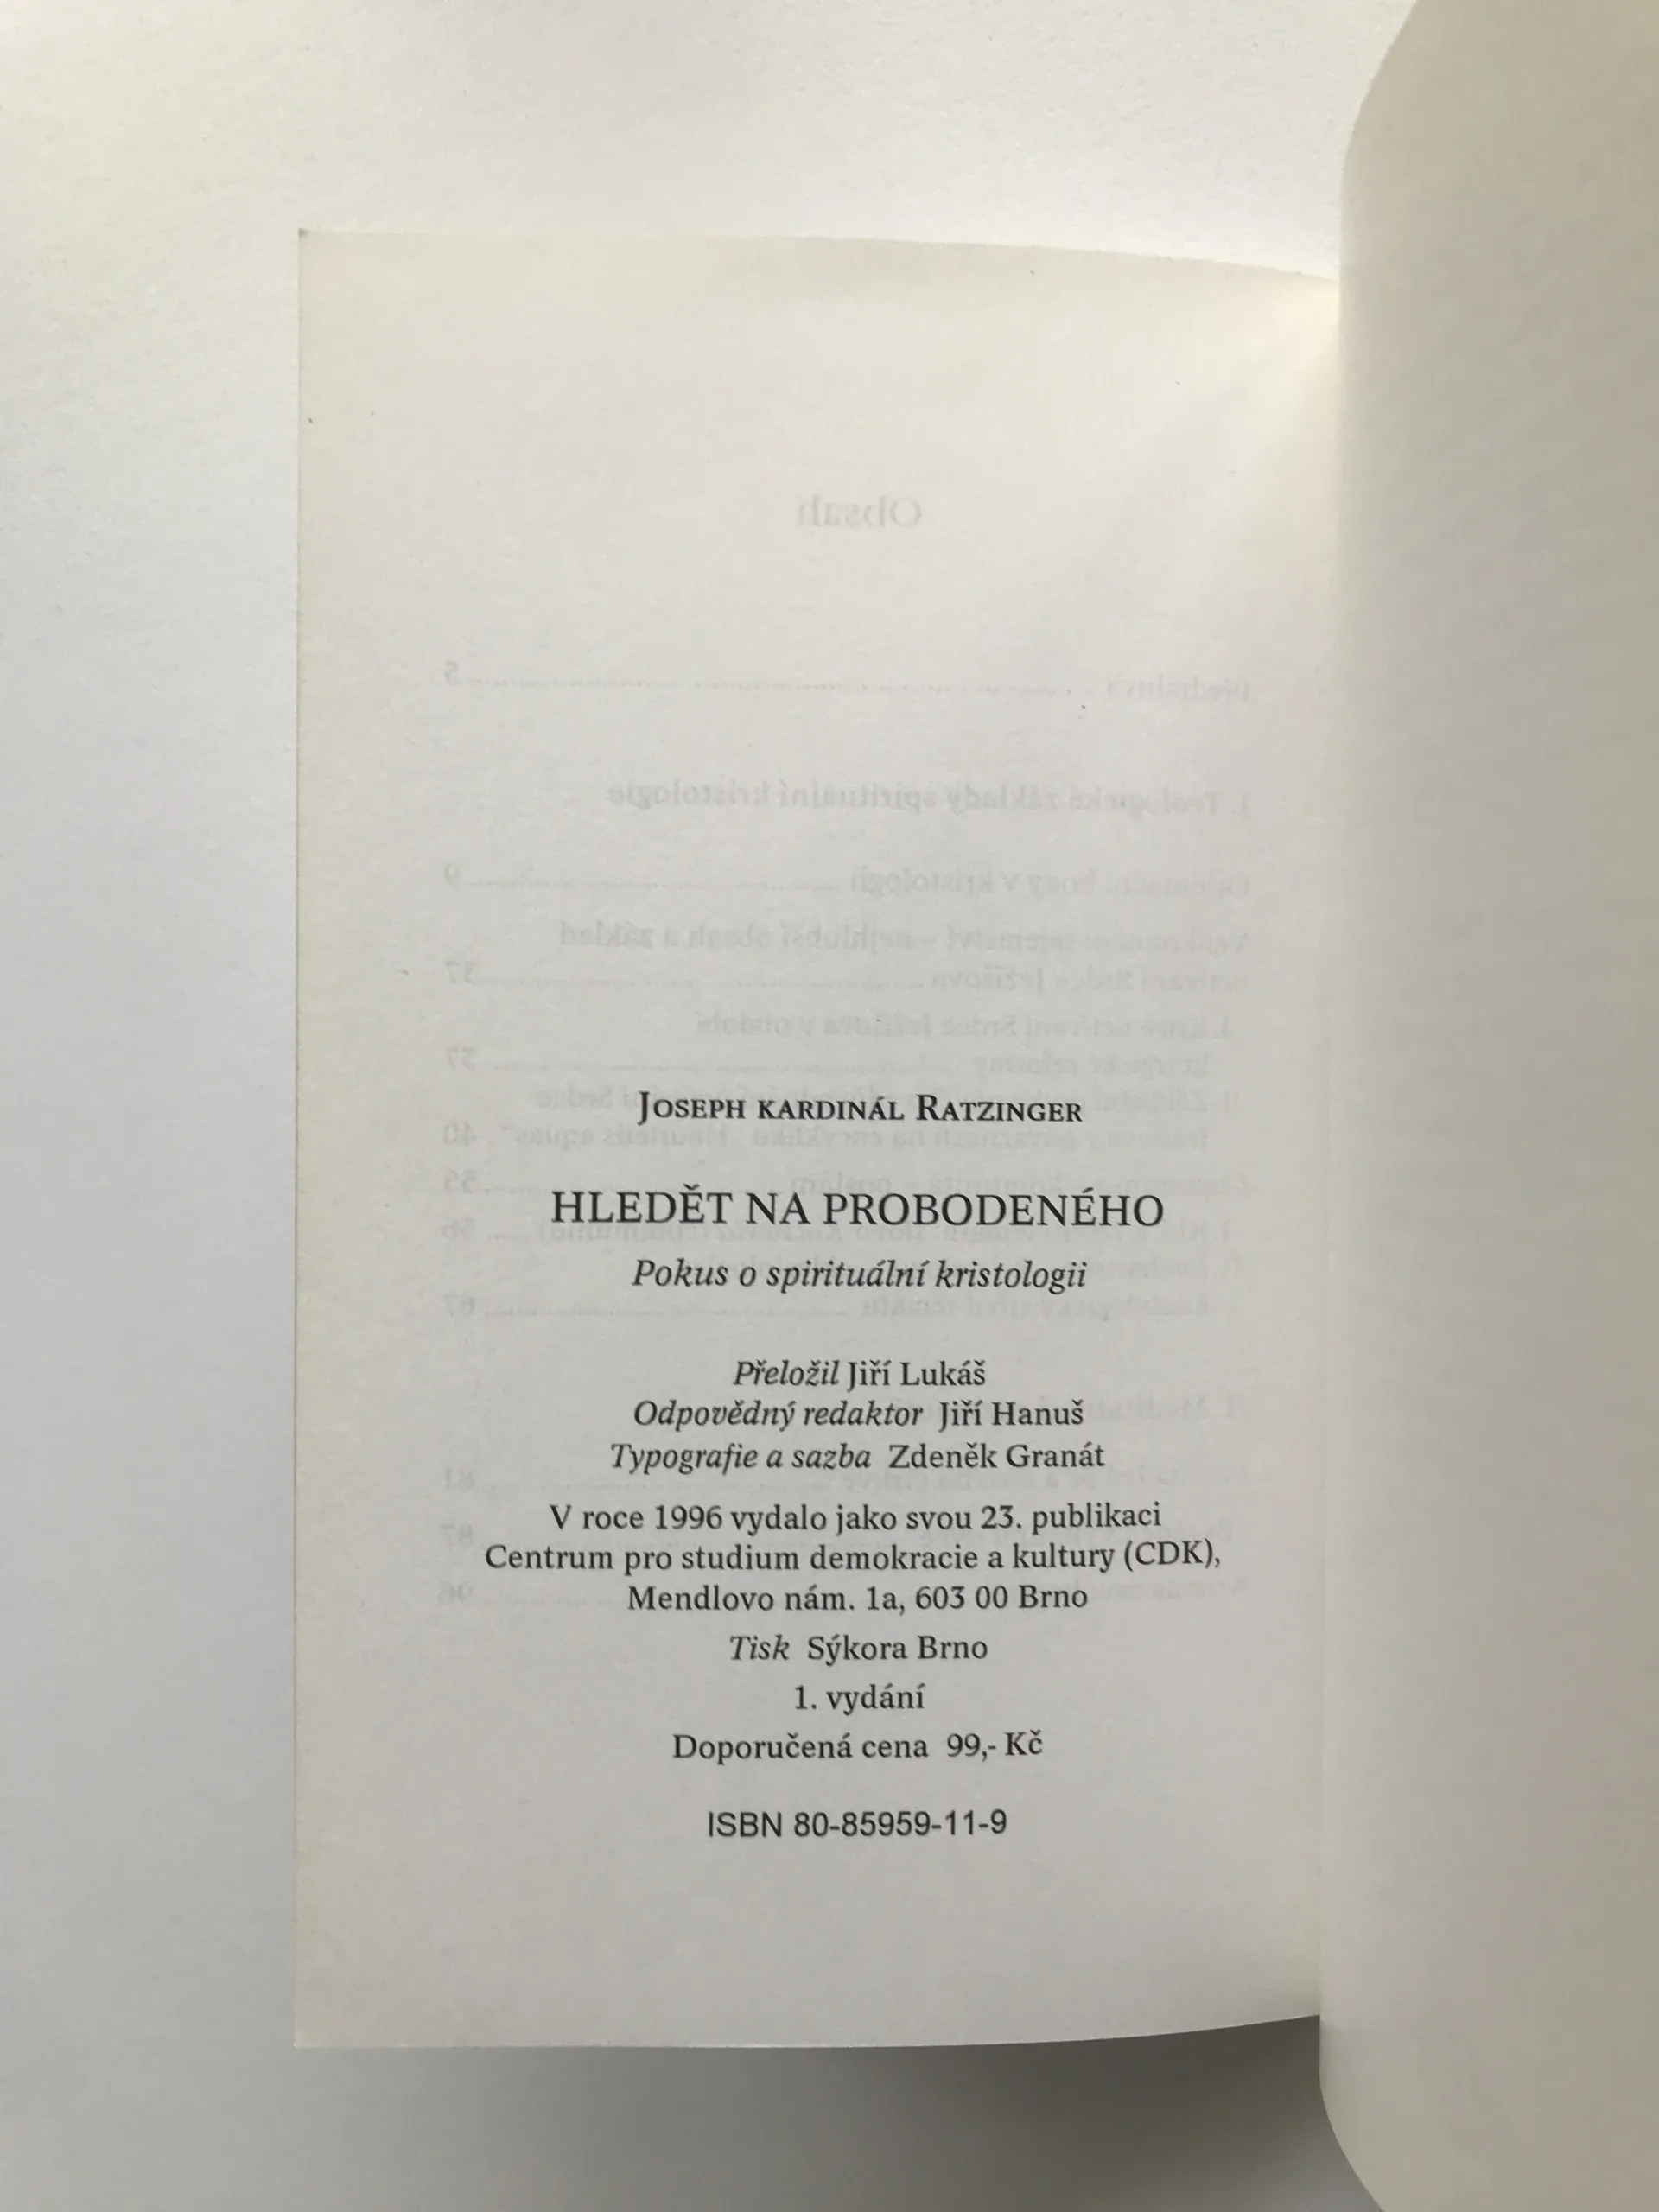 JOSEPH KARDINÁL RATZINGER
HLEDĚT NA PROBODENÉHO
Pokus o spirituální kristologii
Přeložil Jiří Lukáš
Odpovědný redaktor Jiří Hanuš
Typografie a sazba Zdeněk Granát
V roce 1996 vydalo jako svou 23. publikaci
Centrum pro studium demokracie a kultury (CDK),
Mendlovo nám. 1a, 603 00 Brno
Tisk Sýkora Brno
1. vydání
Doporučená cena 99,- Kč
ISBN 80-85959-11-9